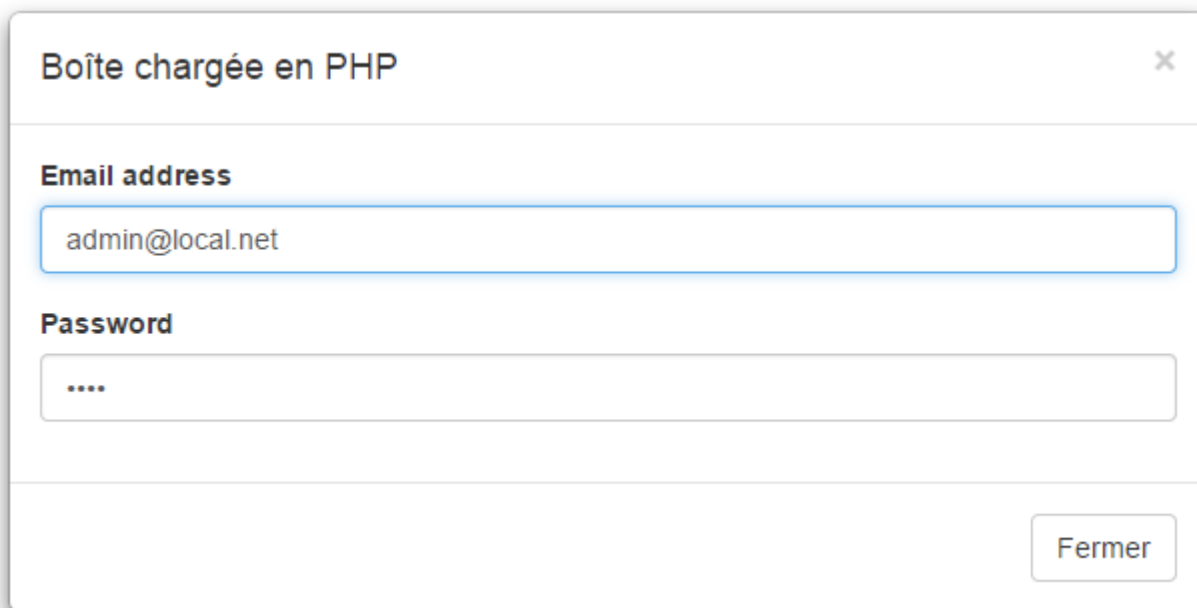 Boîte chargée en PHP ×
Email address
admin@local.net
Password
••••
Fermer